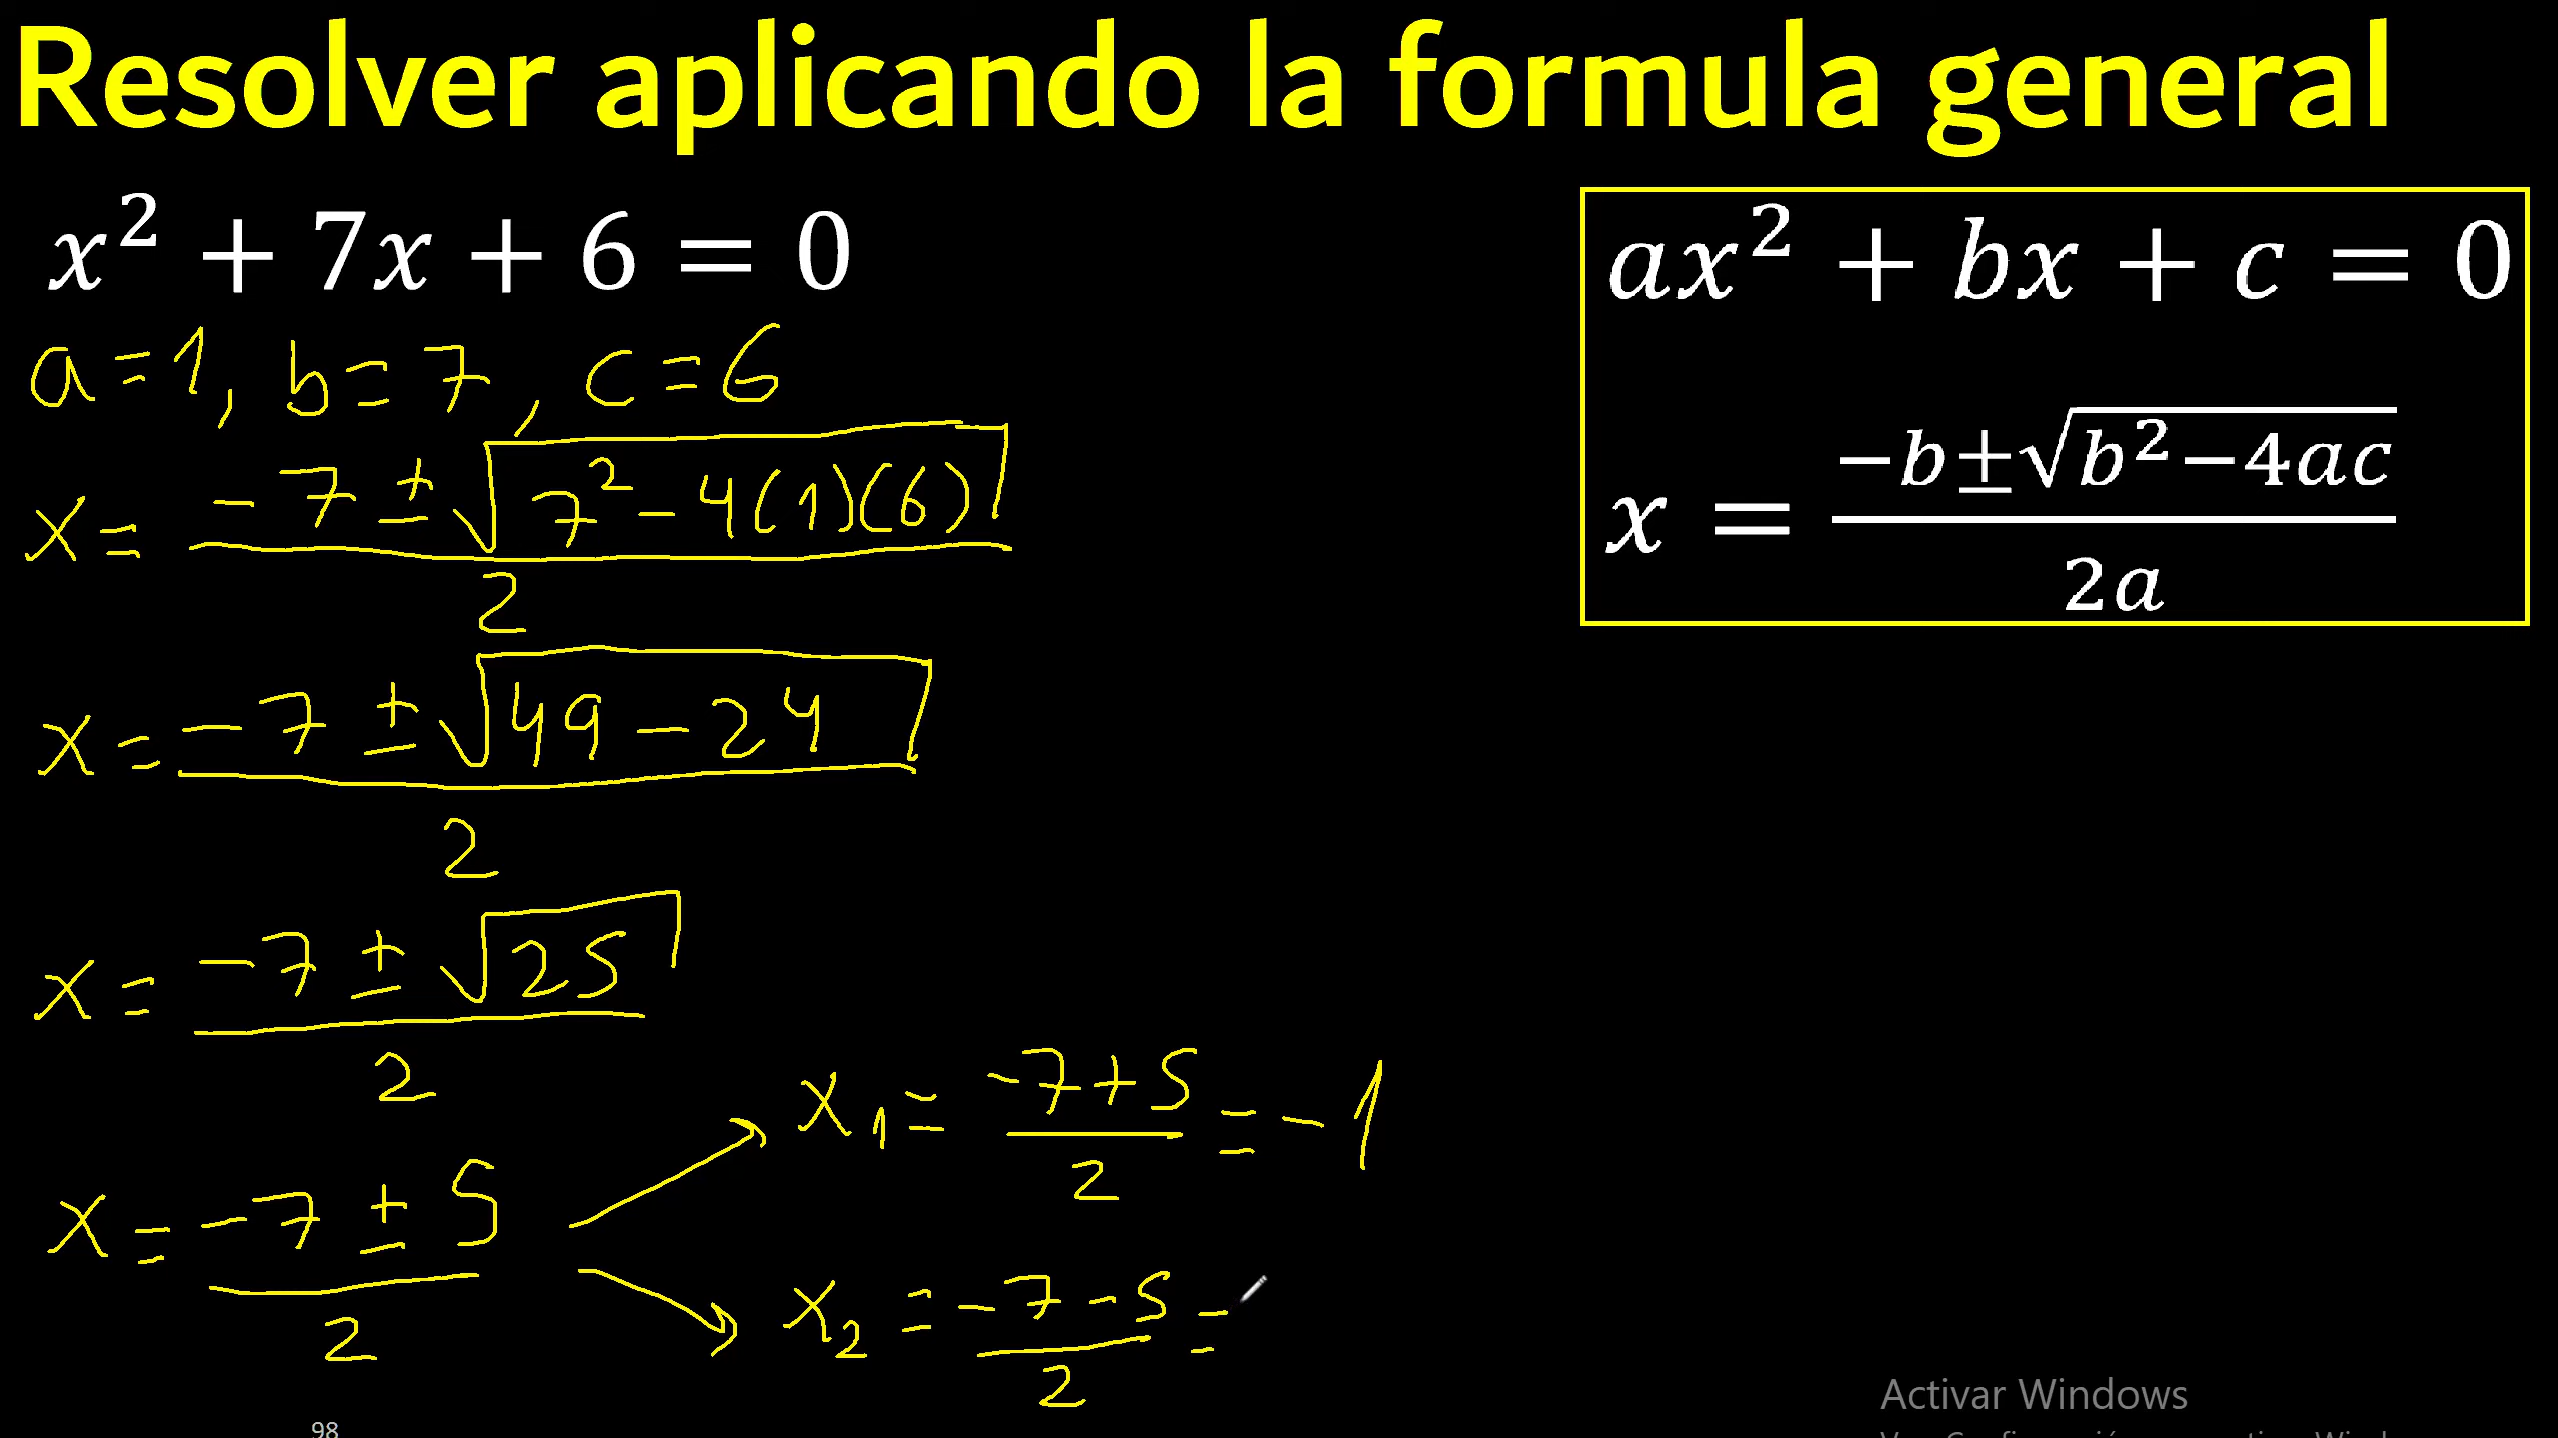 Resolver aplicando la formula general
x² + 7x + 6 = 0
a=1, b=7, c=6
x = (-7 ± √(7² - 4(1)(6))) / 2
x = (-7 ± √(49 - 24)) / 2
x = (-7 ± √25) / 2
x = (-7 ± 5) / 2
x₁ = (-7+5) / 2 = -1
x₂ = (-7-5) / 2 =
ax² + bx + c = 0
x = (-b±√(b²-4ac)) / 2a
98
Activar Windows